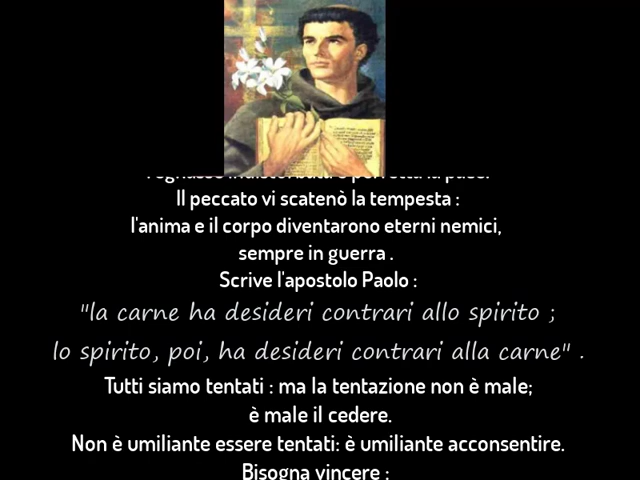 Il peccato vi scatenò la tempesta :
l'anima e il corpo diventarono eterni nemici,
sempre in guerra .
Scrive l'apostolo Paolo :
"la carne ha desideri contrari allo spirito ;
lo spirito, poi, ha desideri contrari alla carne" .
Tutti siamo tentati : ma la tentazione non è male;
è male il cedere.
Non è umiliante essere tentati: è umiliante acconsentire.
Bisogna vincere :